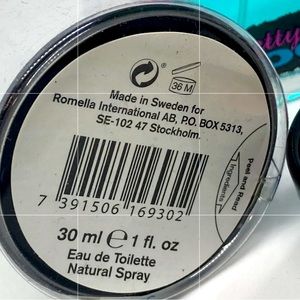 36 M
Made in Sweden for
Romella International AB, P.O. BOX 5313,
SE-102 47 Stockholm.
Peel and Read
Ingredients
7 391506 169302
30 ml ℮ 1 fl. oz
Eau de Toilette
Natural Spray